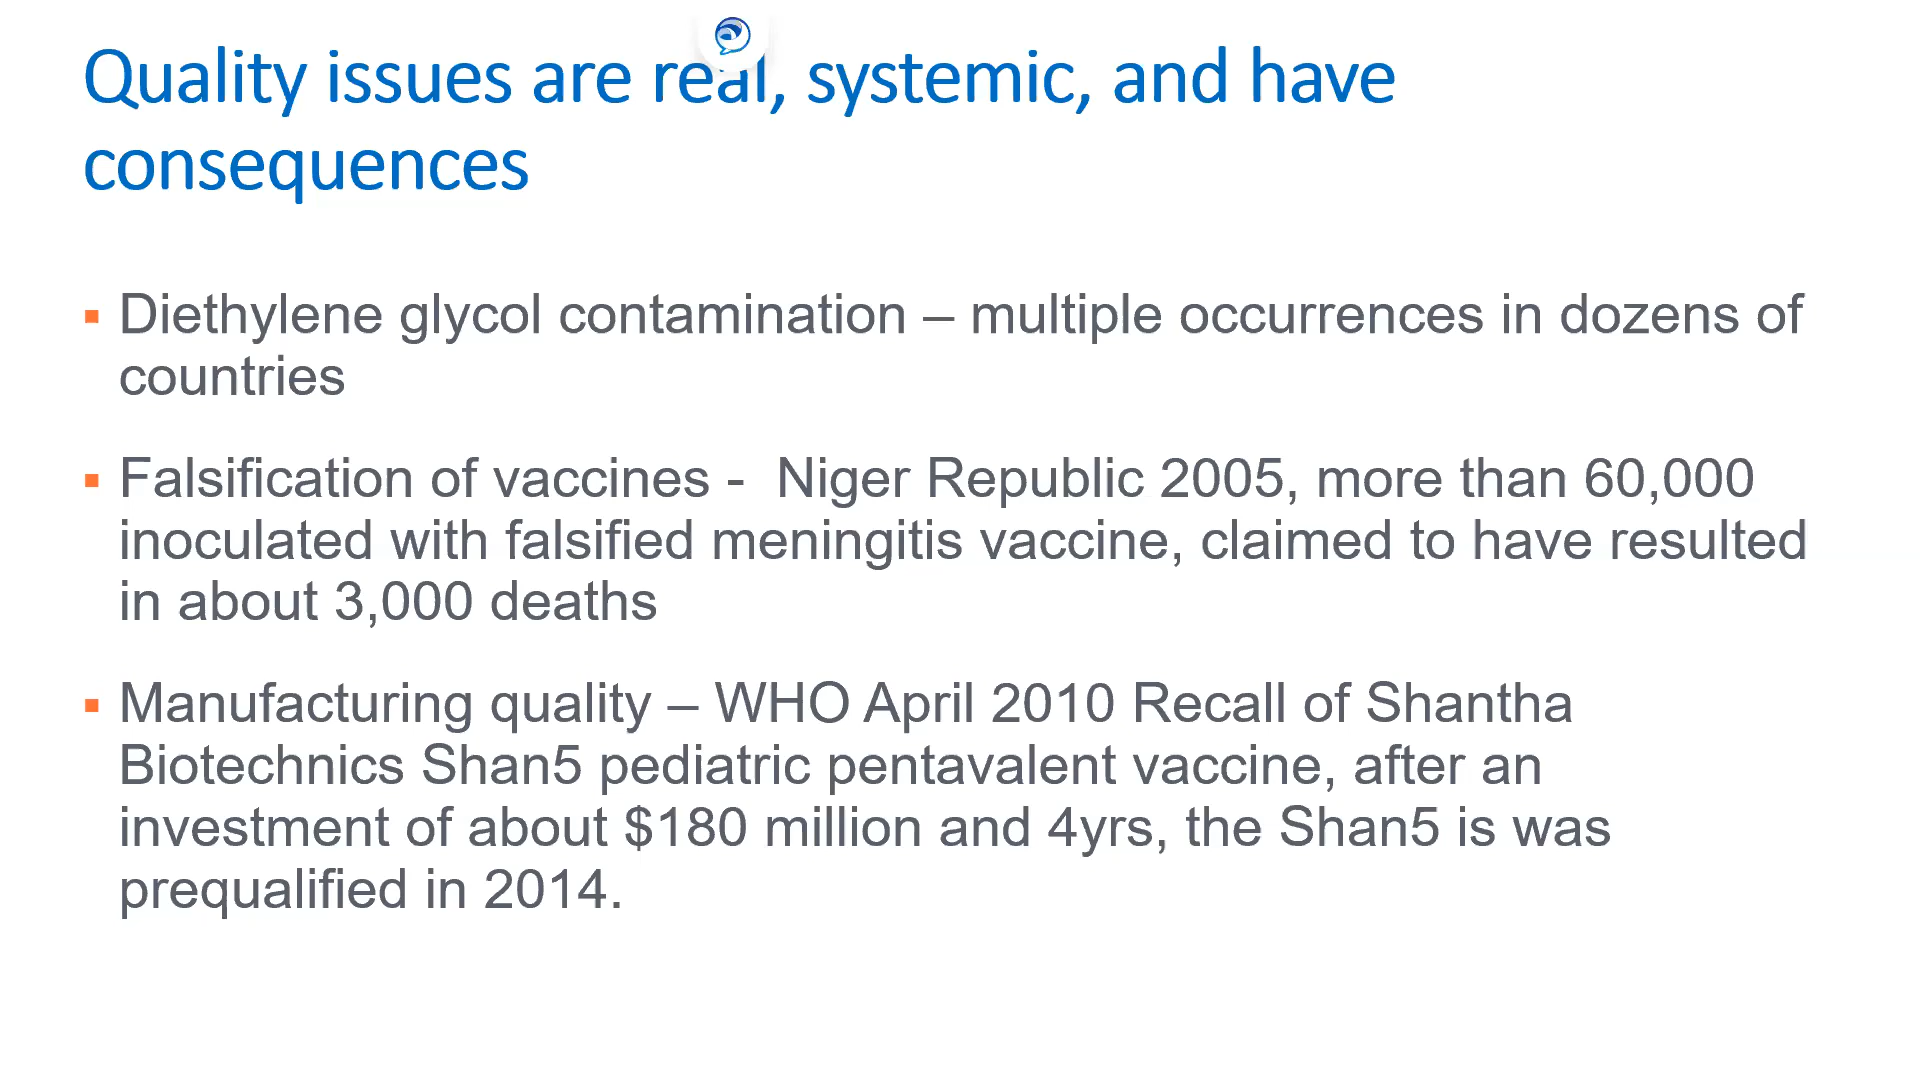 Quality issues are real, systemic, and have
consequences
▪ Diethylene glycol contamination – multiple occurrences in dozens of
countries
▪ Falsification of vaccines -  Niger Republic 2005, more than 60,000
inoculated with falsified meningitis vaccine, claimed to have resulted
in about 3,000 deaths
▪ Manufacturing quality – WHO April 2010 Recall of Shantha
Biotechnics Shan5 pediatric pentavalent vaccine, after an
investment of about $180 million and 4yrs, the Shan5 is was
prequalified in 2014.